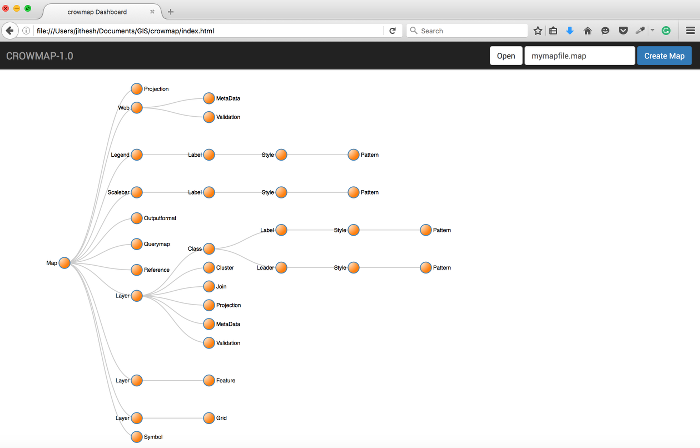 crowmap Dashboard
file:///Users/jithesh/Documents/GIS/crowmap/index.html
Search
CROWMAP-1.0
Open
mymapfile.map
Create Map
Projection
Web
MetaData
Validation
Legend
Label
Style
Pattern
Scalebar
Label
Style
Pattern
Outputformat
Querymap
Reference
Map
Layer
Class
Label
Style
Pattern
Leader
Style
Pattern
Cluster
Join
Projection
MetaData
Validation
Layer
Feature
Layer
Grid
Symbol